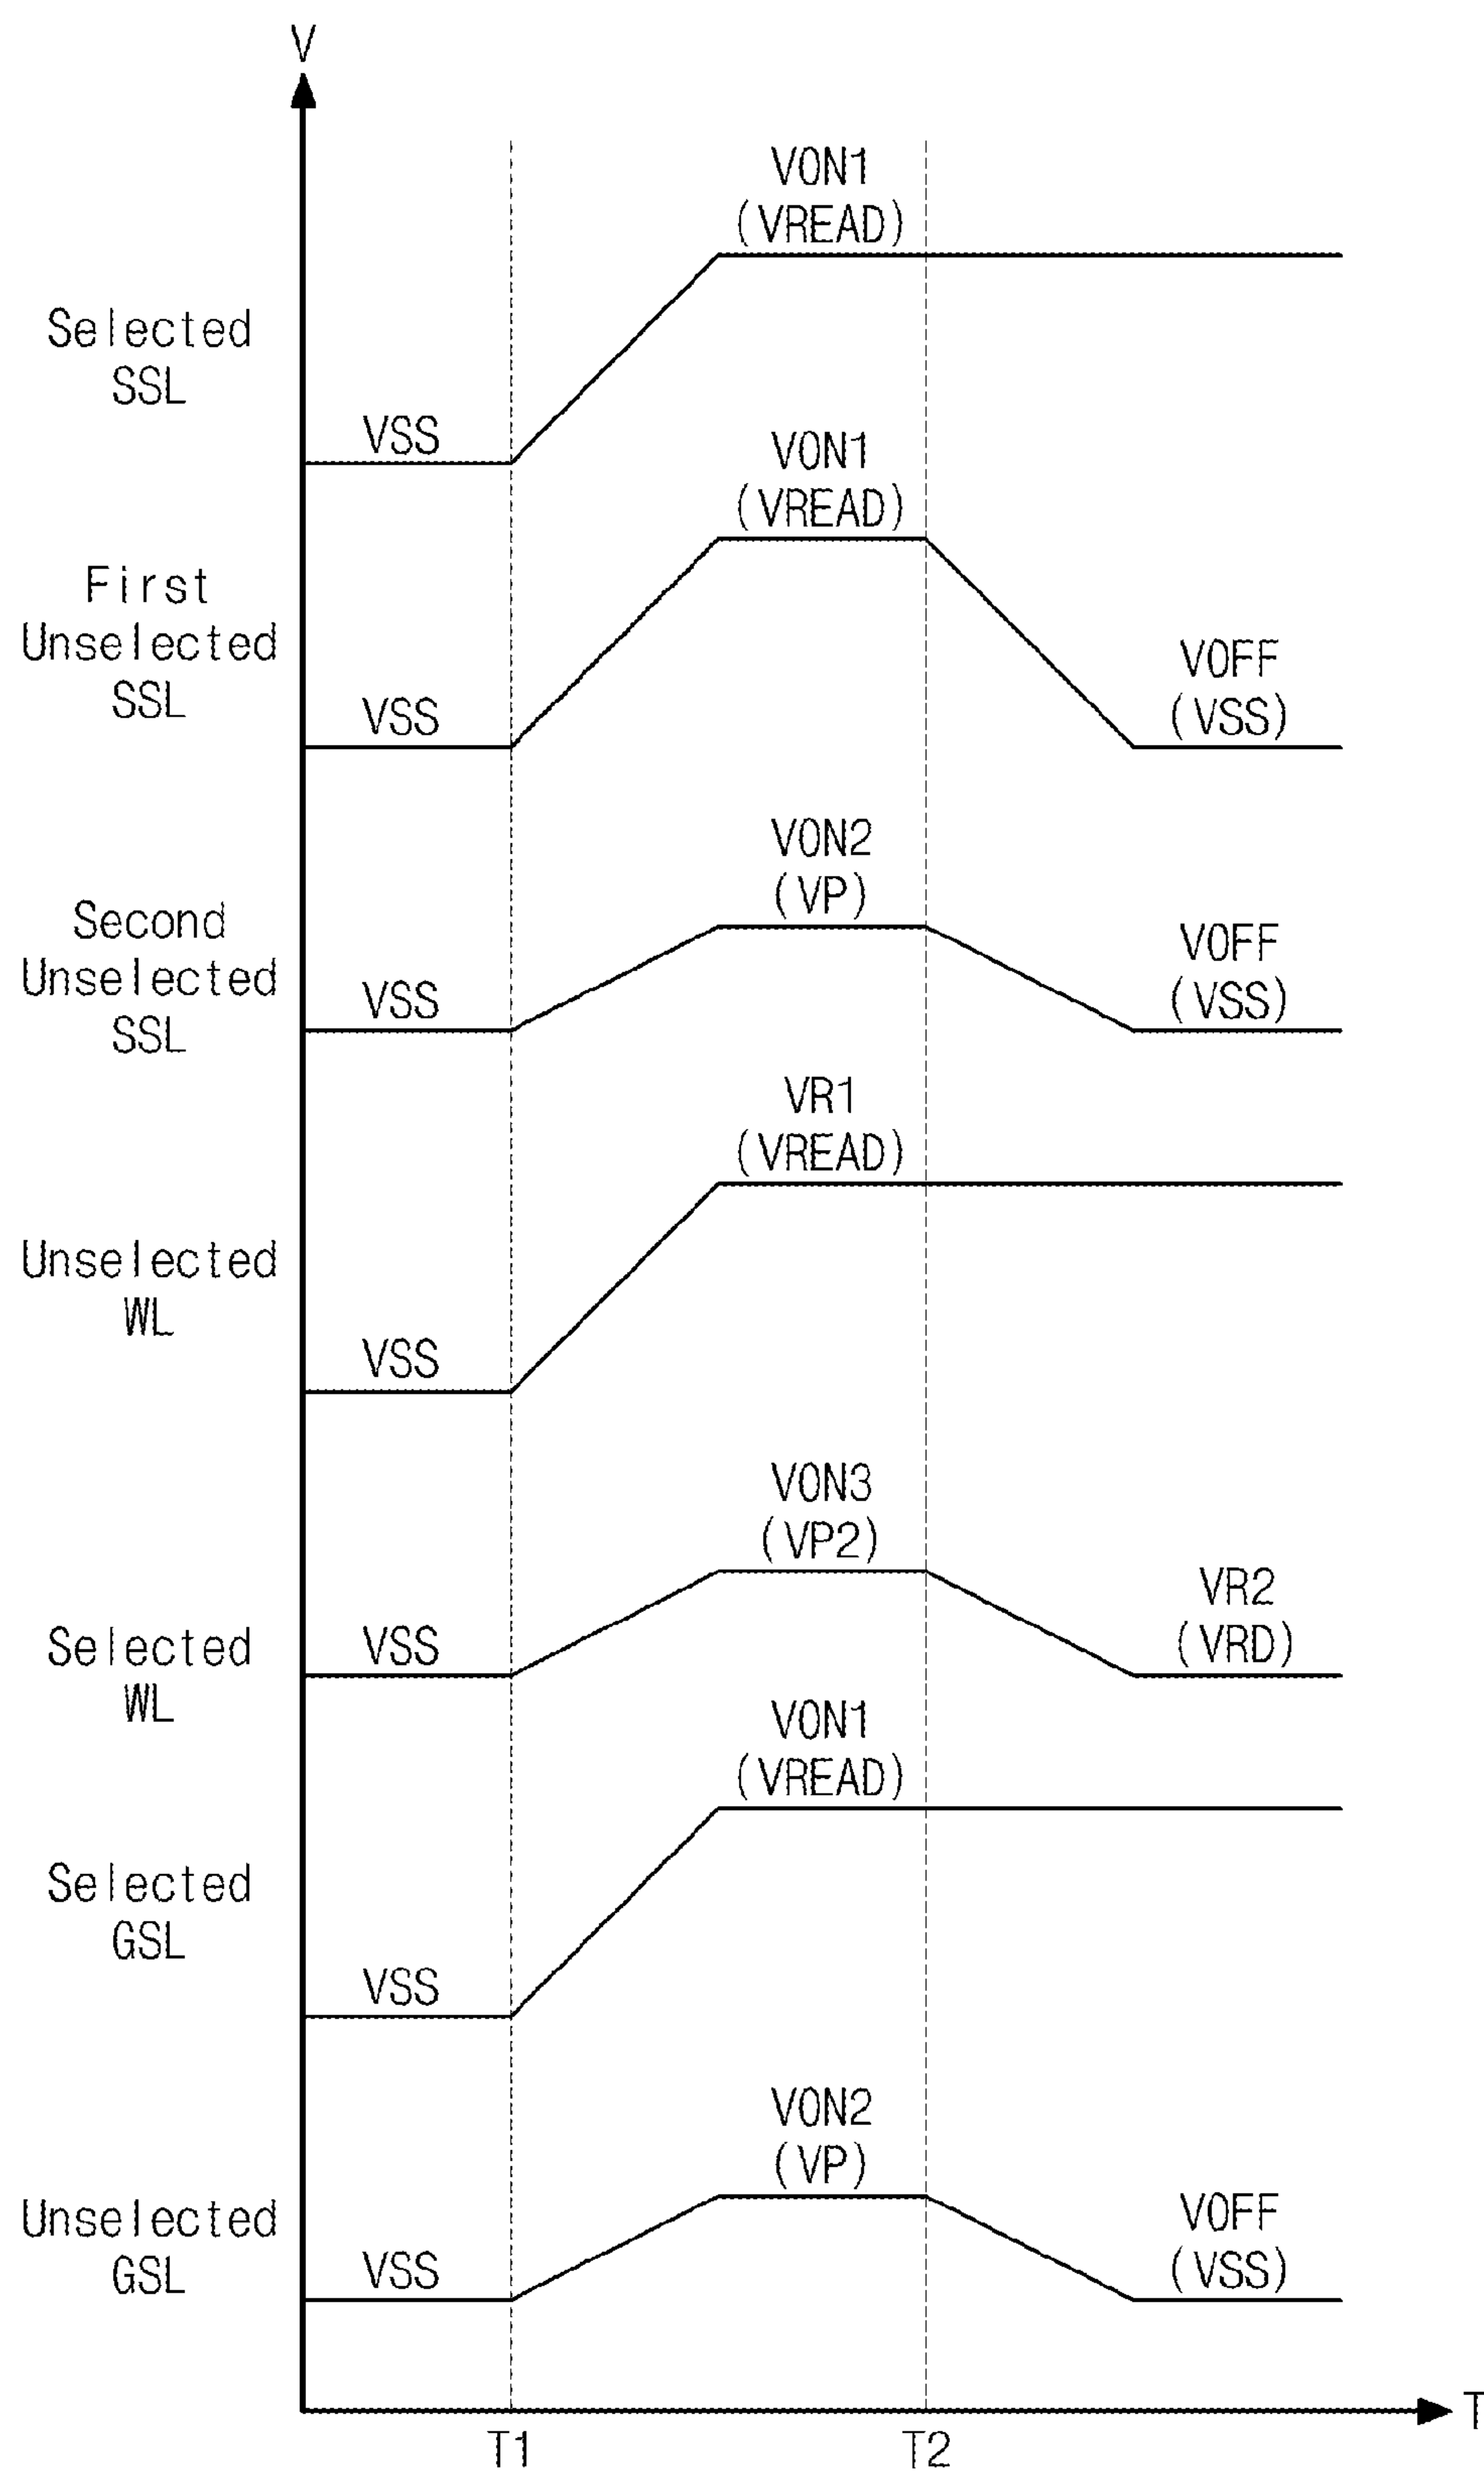 V
VON1
(VREAD)
Selected
SSL
VSS
VON1
(VREAD)
First
Unselected
SSL
VSS
VOFF
(VSS)
VON2
(VP)
Second
Unselected
SSL
VSS
VOFF
(VSS)
VR1
(VREAD)
Unselected
WL
VSS
VON3
(VP2)
Selected
WL
VSS
VR2
(VRD)
VON1
(VREAD)
Selected
GSL
VSS
VON2
(VP)
Unselected
GSL
VSS
VOFF
(VSS)
T
T1
T2